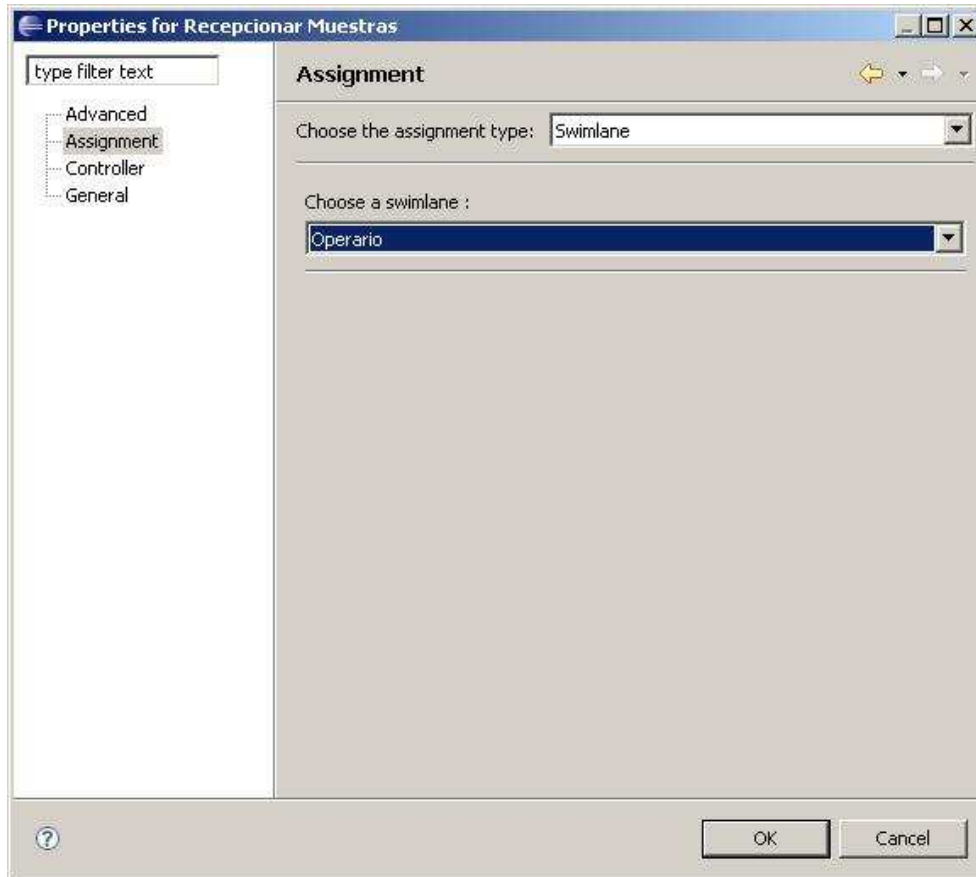 Properties for Recepcionar Muestras
type filter text
Advanced
Assignment
Controller
General
Assignment
Choose the assignment type: Swimlane
Choose a swimlane :
Operario
OK
Cancel